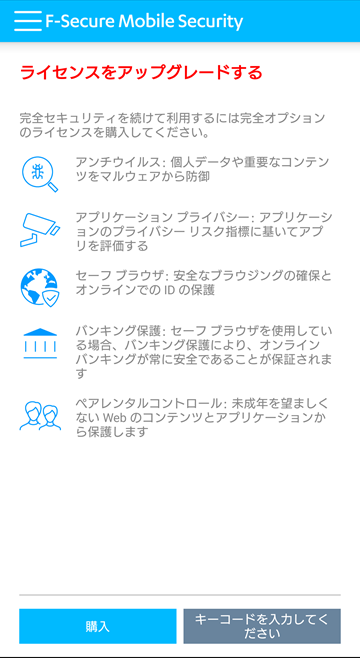 F-Secure Mobile Security
ライセンスをアップグレードする
完全セキュリティを続けて利用するには完全オプション
のライセンスを購入してください。
アンチウイルス: 個人データや重要なコンテン
ツをマルウェアから防御
アプリケーション プライバシー: アプリケーシ
ョンのプライバシー リスク指標に基いてアプ
リを評価する
セーフ ブラウザ: 安全なブラウジングの確保と
オンラインでの ID の保護
バンキング保護: セーフ ブラウザを使用してい
る場合、バンキング保護により、オンライン
バンキングが常に安全であることが保証されま
す
ペアレンタルコントロール: 未成年を望ましく
ない Web のコンテンツとアプリケーションか
ら保護します
購入
キーコードを入力してく
ださい